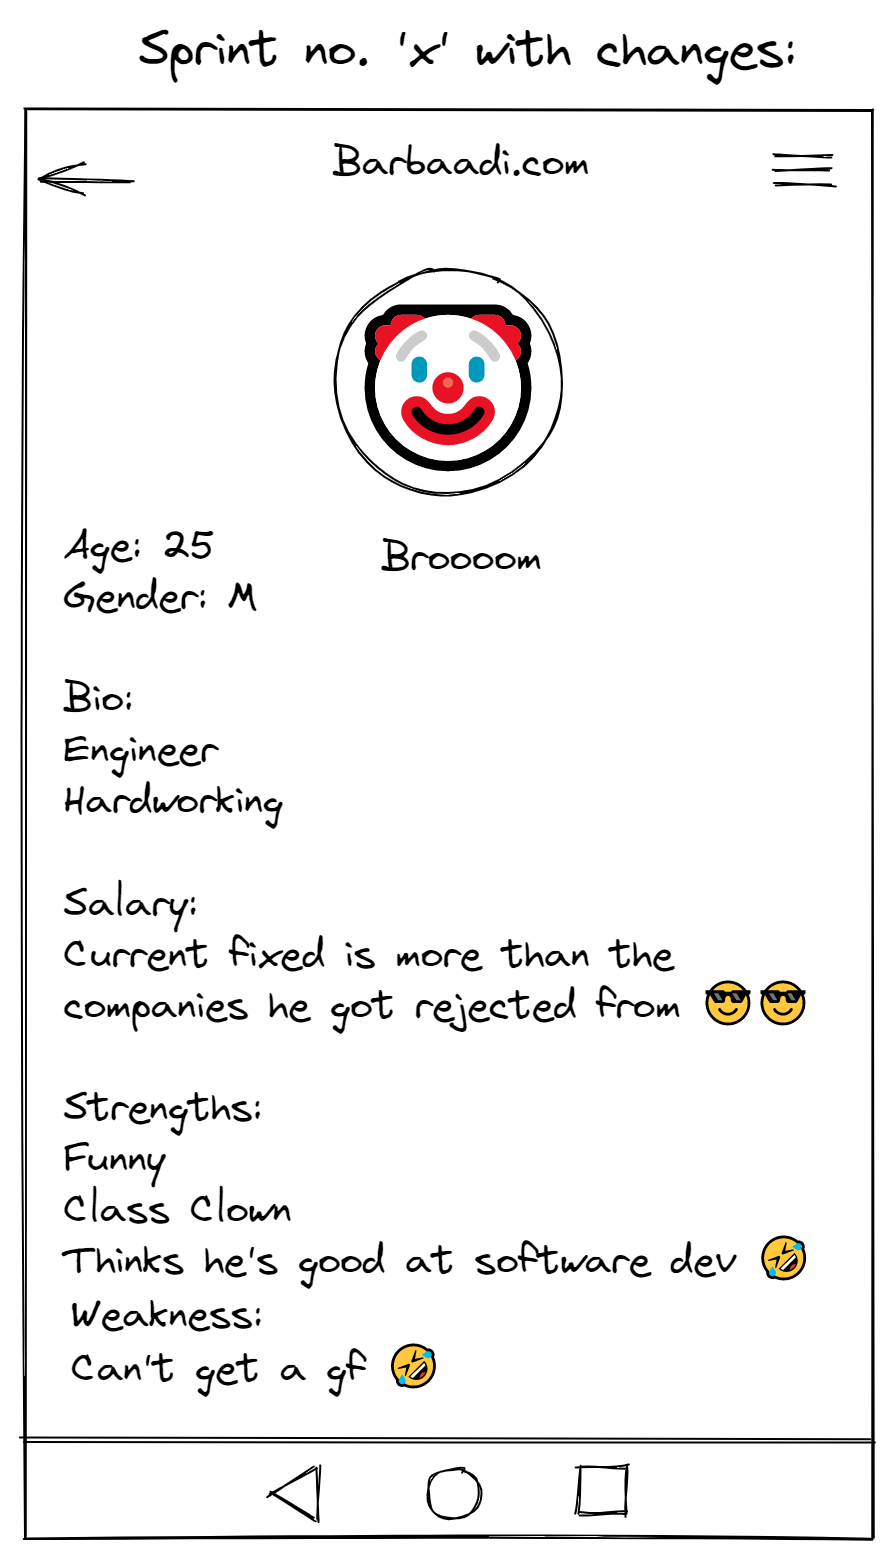 Sprint no. 'x' with changes:
Barbaadi.com
Broooom
Age: 25
Gender: M
Bio:
Engineer
Hardworking
Salary:
Current fixed is more than the
companies he got rejected from 😎😎
Strengths:
Funny
Class Clown
Thinks he's good at software dev 🤣
Weakness:
Can't get a gf 🤣